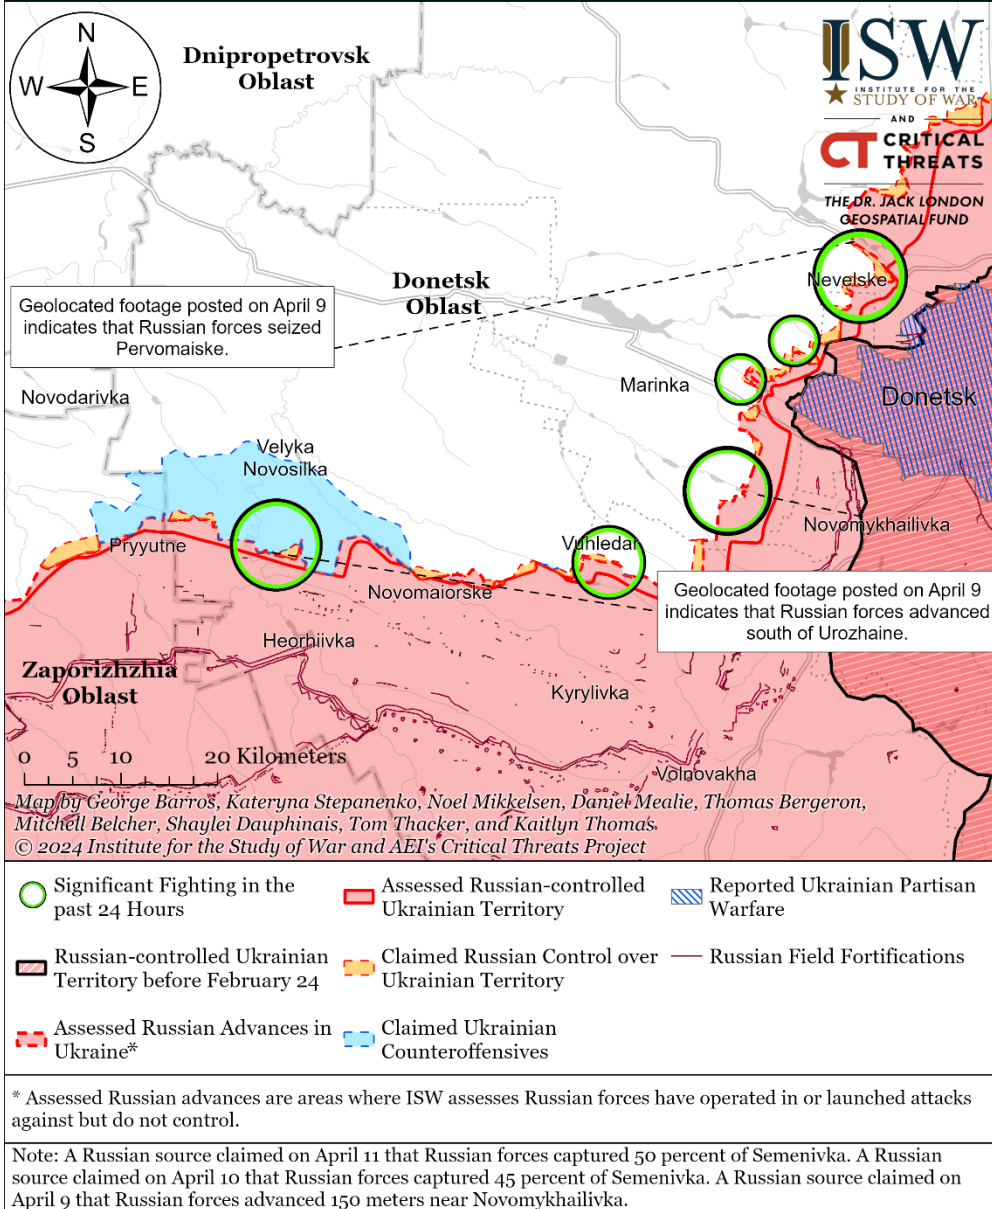 N
W
E
S
Dnipropetrovsk
Oblast
ISW
INSTITUTE FOR THE
STUDY OF WAR
AND
CT CRITICAL
THREATS
THE DR. JACK LONDON
GEOSPATIAL FUND
Donetsk
Oblast
Nevelske
Geolocated footage posted on April 9
indicates that Russian forces seized
Pervomaiske.
Marinka
Donetsk
Novodarivka
Velyka
Novosilka
Novomykhailivka
Pryyutne
Vuhledar
Novomaiorske
Geolocated footage posted on April 9
indicates that Russian forces advanced
south of Urozhaine.
Heorhiivka
Zaporizhzhia
Oblast
Kyrylivka
Volnovakha
0 5 10 20 Kilometers
Map by George Barros, Kateryna Stepanenko, Noel Mikkelsen, Daniel Mealie, Thomas Bergeron,
Mitchell Belcher, Shaylei Dauphinais, Tom Thacker, and Kaitlyn Thomas
© 2024 Institute for the Study of War and AEI's Critical Threats Project
Significant Fighting in the
past 24 Hours
Assessed Russian-controlled
Ukrainian Territory
Reported Ukrainian Partisan
Warfare
Russian-controlled Ukrainian
Territory before February 24
Claimed Russian Control over
Ukrainian Territory
Russian Field Fortifications
Assessed Russian Advances in
Ukraine*
Claimed Ukrainian
Counteroffensives
* Assessed Russian advances are areas where ISW assesses Russian forces have operated in or launched attacks
against but do not control.
Note: A Russian source claimed on April 11 that Russian forces captured 50 percent of Semenivka. A Russian
source claimed on April 10 that Russian forces captured 45 percent of Semenivka. A Russian source claimed on
April 9 that Russian forces advanced 150 meters near Novomykhailivka.